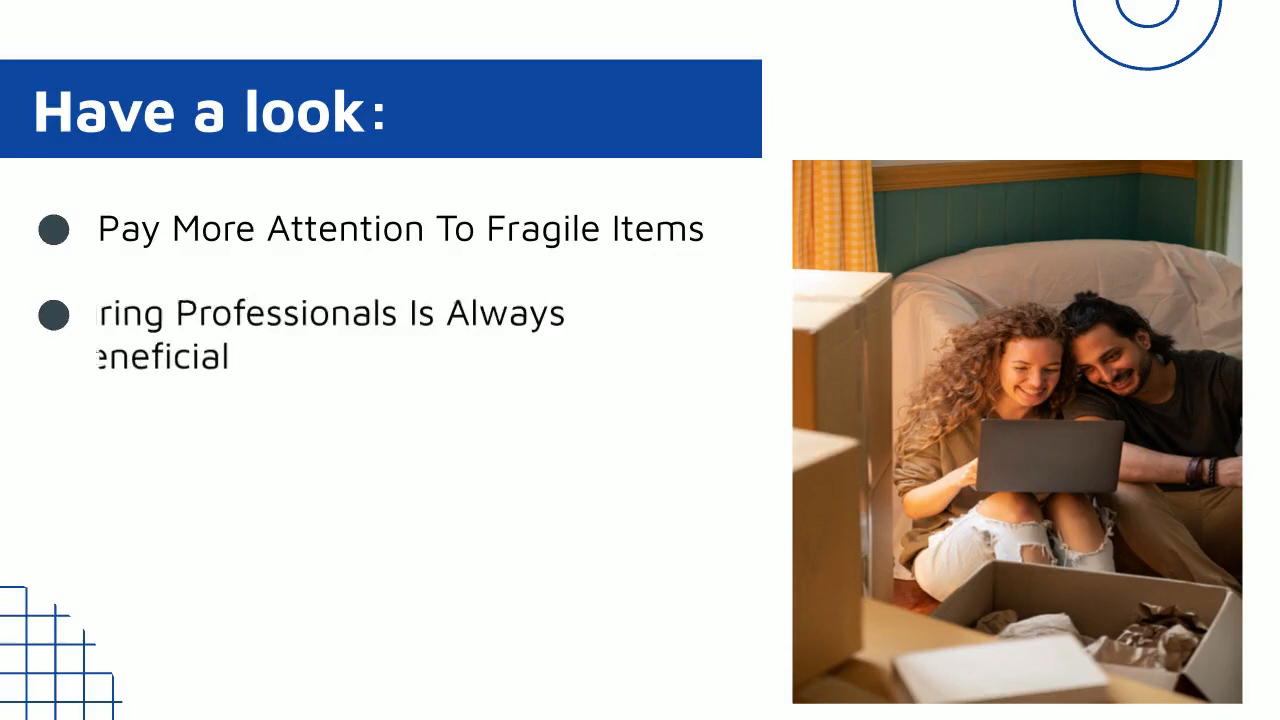 Have a look:
Pay More Attention To Fragile Items
ring Professionals Is Always
eneficial